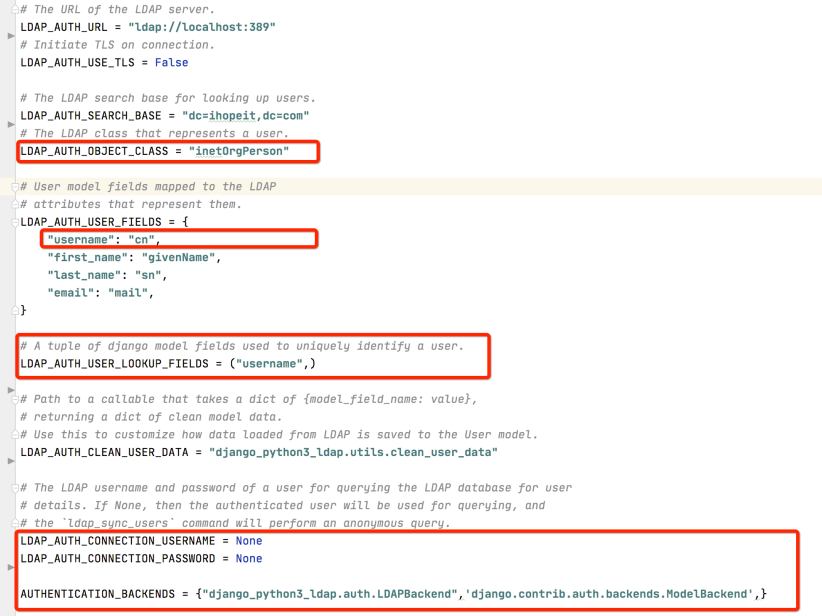 # The URL of the LDAP server.
LDAP_AUTH_URL = "ldap://localhost:389"
# Initiate TLS on connection.
LDAP_AUTH_USE_TLS = False
# The LDAP search base for looking up users.
LDAP_AUTH_SEARCH_BASE = "dc=ihopeit,dc=com"
# The LDAP class that represents a user.
LDAP_AUTH_OBJECT_CLASS = "inetOrgPerson"
# User model fields mapped to the LDAP
# attributes that represent them.
LDAP_AUTH_USER_FIELDS = {
    "username": "cn",
    "first_name": "givenName",
    "last_name": "sn",
    "email": "mail",
}
# A tuple of django model fields used to uniquely identify a user.
LDAP_AUTH_USER_LOOKUP_FIELDS = ("username",)
# Path to a callable that takes a dict of {model_field_name: value},
# returning a dict of clean model data.
# Use this to customize how data loaded from LDAP is saved to the User model.
LDAP_AUTH_CLEAN_USER_DATA = "django_python3_ldap.utils.clean_user_data"
# The LDAP username and password of a user for querying the LDAP database for user
# details. If None, then the authenticated user will be used for querying, and
# the `ldap_sync_users` command will perform an anonymous query.
LDAP_AUTH_CONNECTION_USERNAME = None
LDAP_AUTH_CONNECTION_PASSWORD = None
AUTHENTICATION_BACKENDS = {"django_python3_ldap.auth.LDAPBackend",'django.contrib.auth.backends.ModelBackend',}